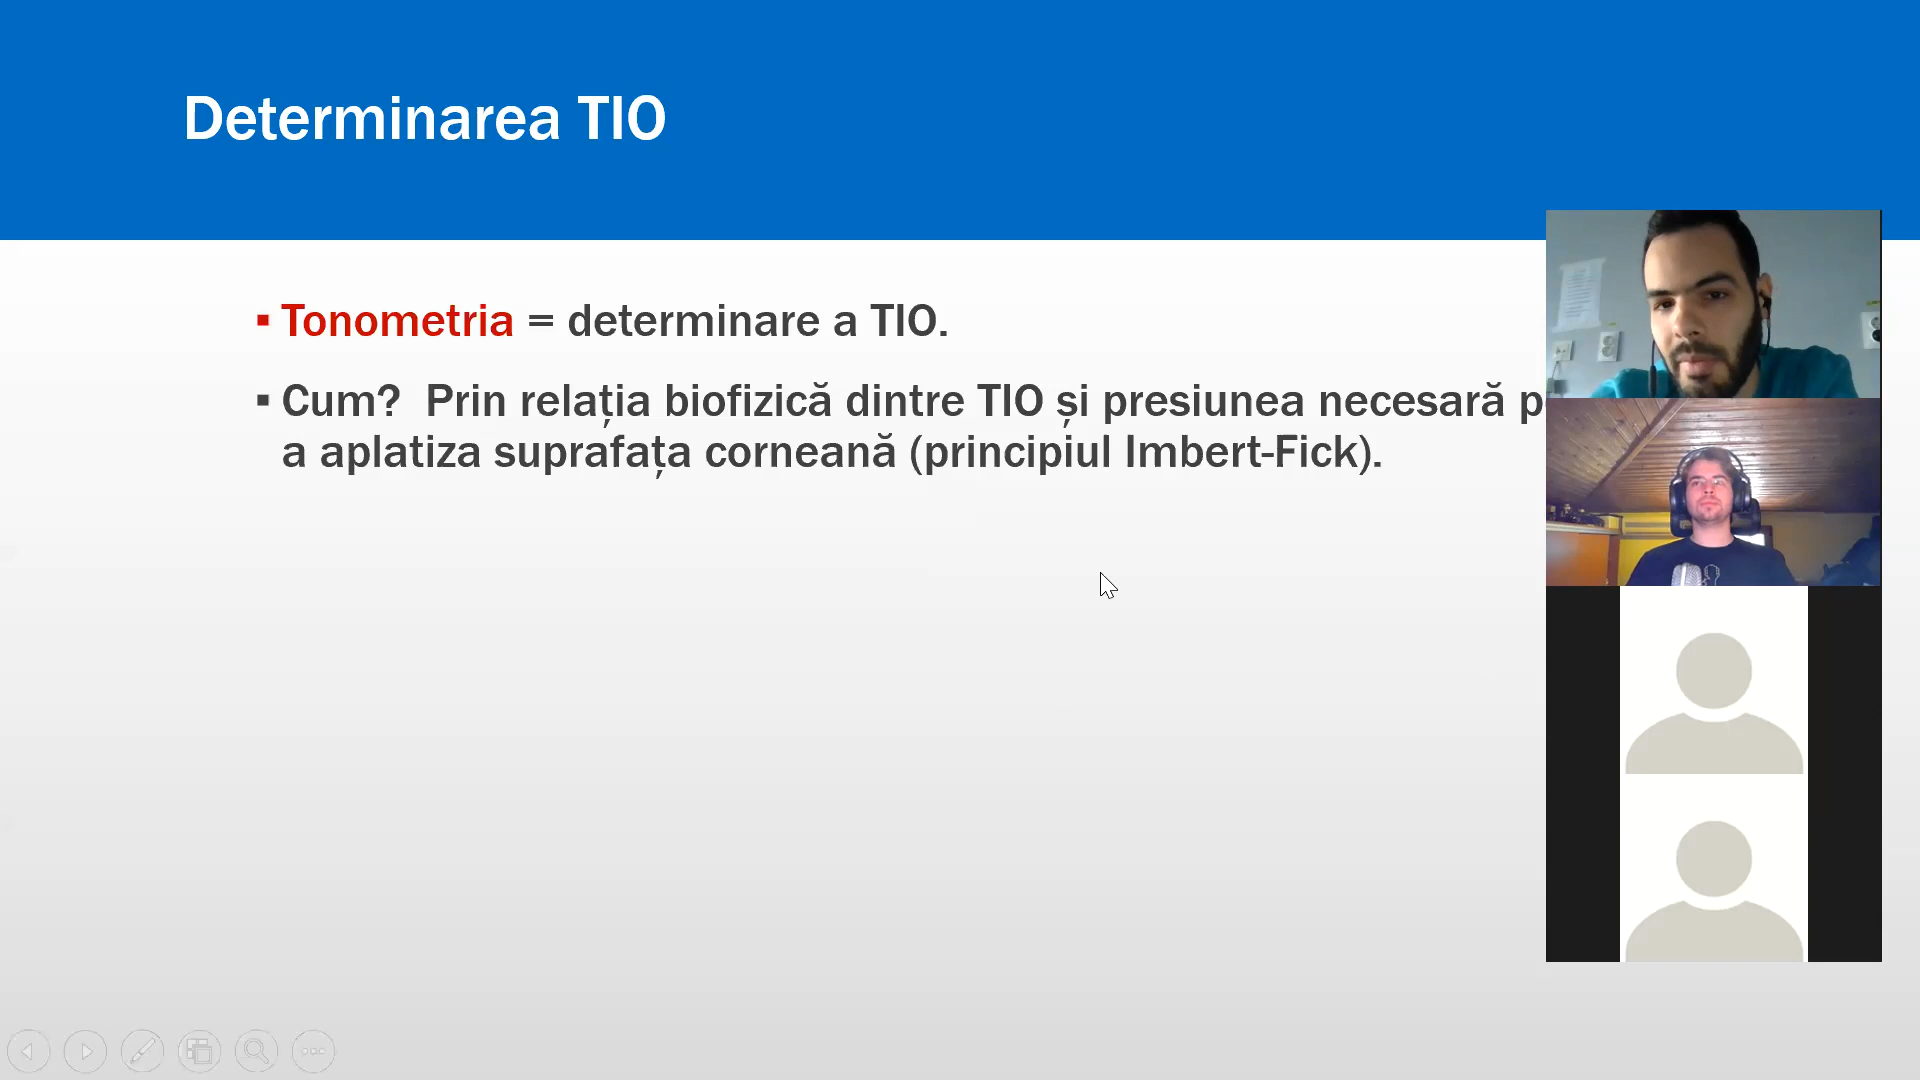 Determinarea TIO
Tonometria = determinare a TIO.
Cum? Prin relația biofizică dintre TIO și presiunea necesară
a aplatiza suprafața corneană (principiul Imbert-Fick).